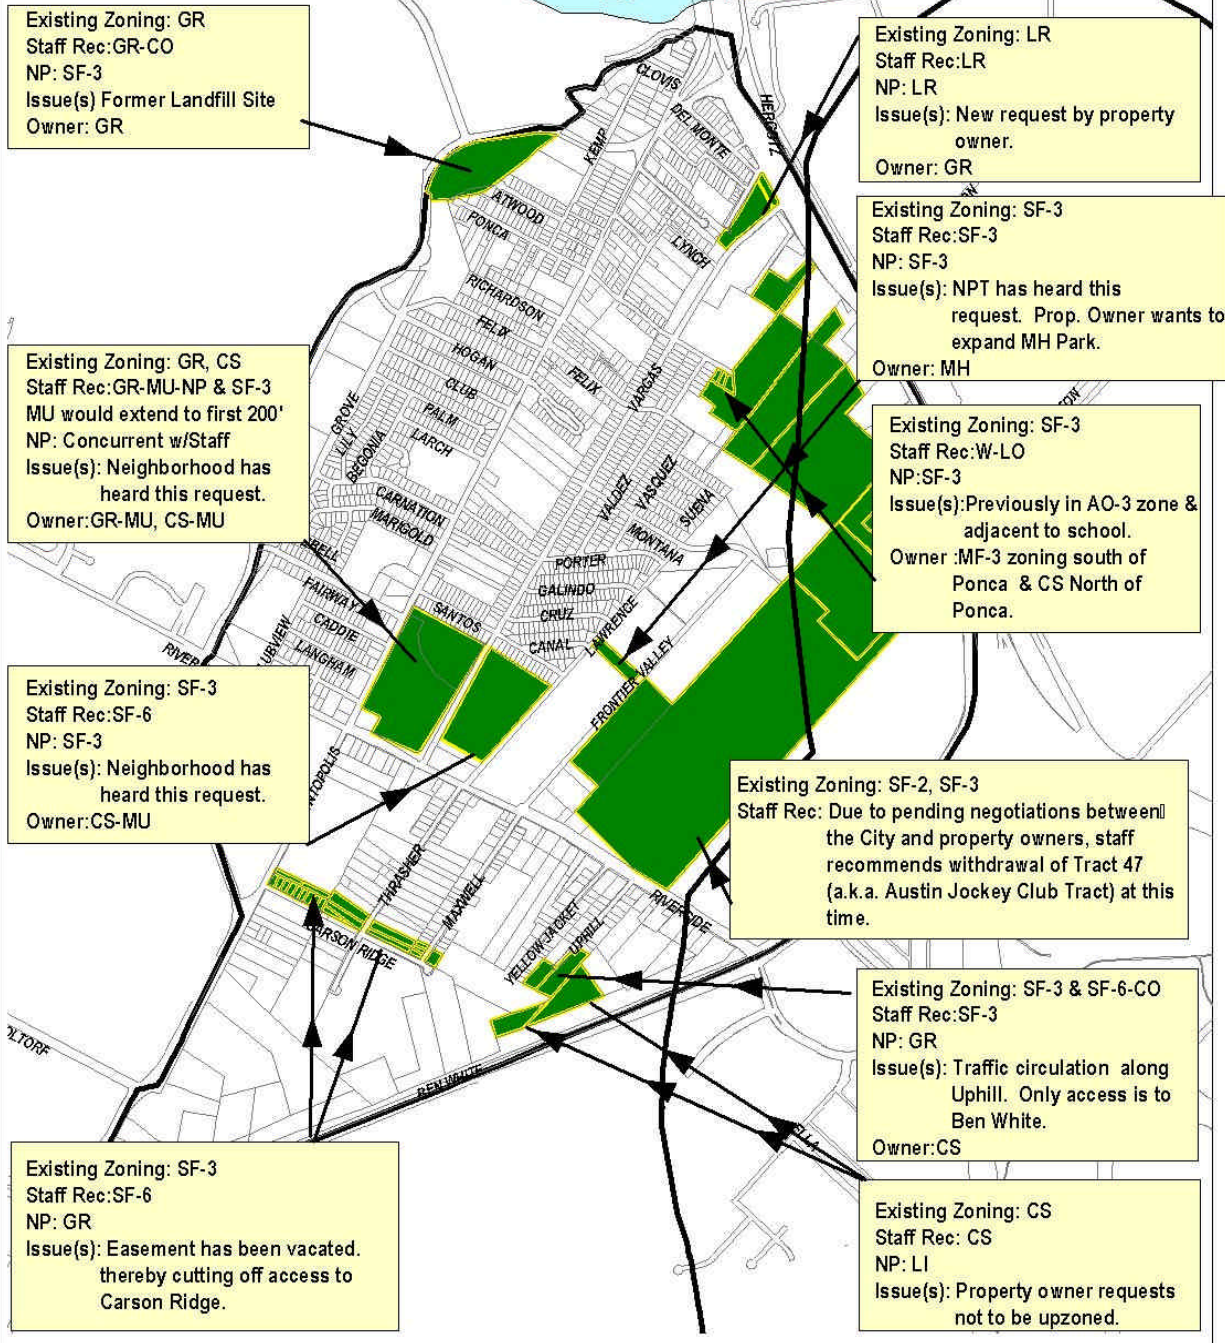 Existing Zoning: GR
Staff Rec:GR-CO
NP: SF-3
Issue(s) Former Landfill Site
Owner: GR
Existing Zoning: LR
Staff Rec:LR
NP: LR
Issue(s): New request by property
owner.
Owner: GR
Existing Zoning: SF-3
Staff Rec:SF-3
NP: SF-3
Issue(s): NPT has heard this
request. Prop. Owner wants to
expand MH Park.
Owner: MH
Existing Zoning: GR, CS
Staff Rec:GR-MU-NP & SF-3
MU would extend to first 200'
NP: Concurrent w/Staff
Issue(s): Neighborhood has
heard this request.
Owner:GR-MU, CS-MU
Existing Zoning: SF-3
Staff Rec:W-LO
NP:SF-3
Issue(s):Previously in AO-3 zone &
adjacent to school.
Owner :MF-3 zoning south of
Ponca & CS North of
Ponca.
Existing Zoning: SF-3
Staff Rec:SF-6
NP: SF-3
Issue(s): Neighborhood has
heard this request.
Owner:CS-MU
Existing Zoning: SF-2, SF-3
Staff Rec: Due to pending negotiations between
the City and property owners, staff
recommends withdrawal of Tract 47
(a.k.a. Austin Jockey Club Tract) at this
time.
Existing Zoning: SF-3 & SF-6-CO
Staff Rec:SF-3
NP: GR
Issue(s): Traffic circulation along
Uphill. Only access is to
Ben White.
Owner:CS
Existing Zoning: SF-3
Staff Rec:SF-6
NP: GR
Issue(s): Easement has been vacated.
thereby cutting off access to
Carson Ridge.
Existing Zoning: CS
Staff Rec: CS
NP: LI
Issue(s): Property owner requests
not to be upzoned.
CLOVIS
DEL MONTE
HERGOTZ
KEMP
ATWOOD
PONCA
LYNCH
RICHARDSON
FELIX
HOGAN
FELIX
CLUB
VARGAS
PALM
GROVE
LILY
LARCH
BEGONIA
CARNATION
MARIGOLD
VALDEZ
VASQUEZ
SUENA
MONTANA
PORTER
GALINDO
CRUZ
CANAL
LAWRENCE
FRONTIER VALLEY
FAIRWAY
CADDIE
LANGHAM
SANTOS
RIVER
UBVIEW
NTOPOLIS
THRASHER
MAXWELL
RIVERSIDE
YELLOW JACKET
UPHILL
CARSON RIDGE
BEN WHITE
OLTORF
ELLA